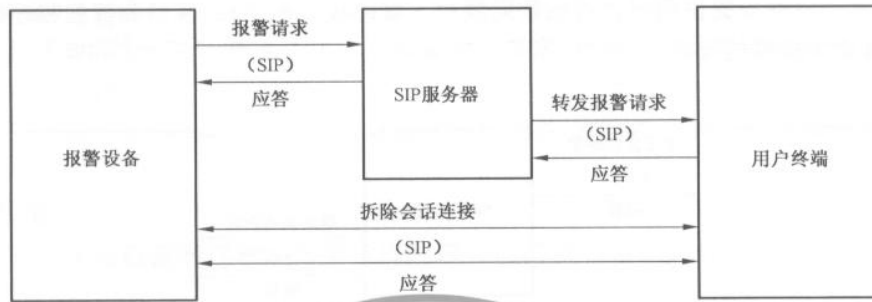 报警请求
（SIP）
应答
SIP服务器
转发报警请求
（SIP）
应答
报警设备
用户终端
拆除会话连接
（SIP）
应答